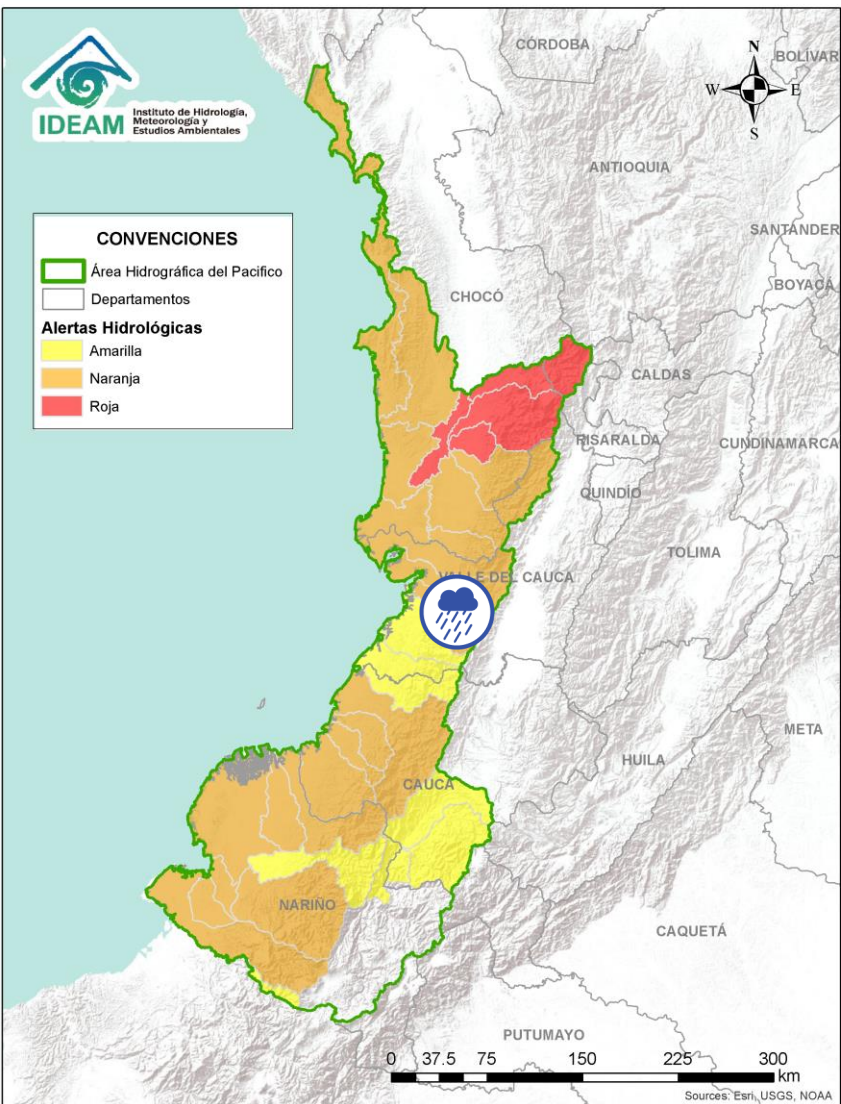 IDEAM
Instituto de Hidrología,
Meteorología y
Estudios Ambientales
CÓRDOBA
BOLÍVAR
N
W
E
S
ANTIOQUIA
SANTANDER
BOYACÁ
CONVENCIONES
Área Hidrográfica del Pacifico
Departamentos
Alertas Hidrológicas
Amarilla
Naranja
Roja
CHOCÓ
CALDAS
RISARALDA
CUNDINAMARCA
QUINDÍO
TOLIMA
VALLE DEL CAUCA
META
HUILA
CAUCA
NARIÑO
CAQUETÁ
PUTUMAYO
0 37.5 75 150 225 300
km
Sources: Esri, USGS, NOAA